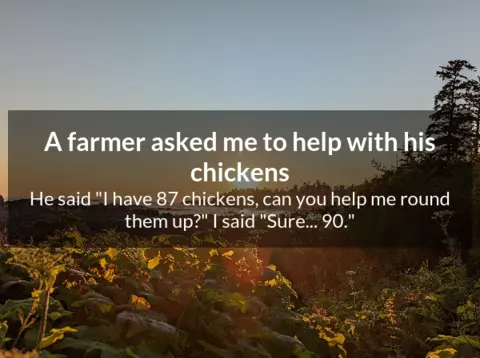 A farmer asked me to help with his
chickens
He said "I have 87 chickens, can you help me round
them up?" I said "Sure... 90."